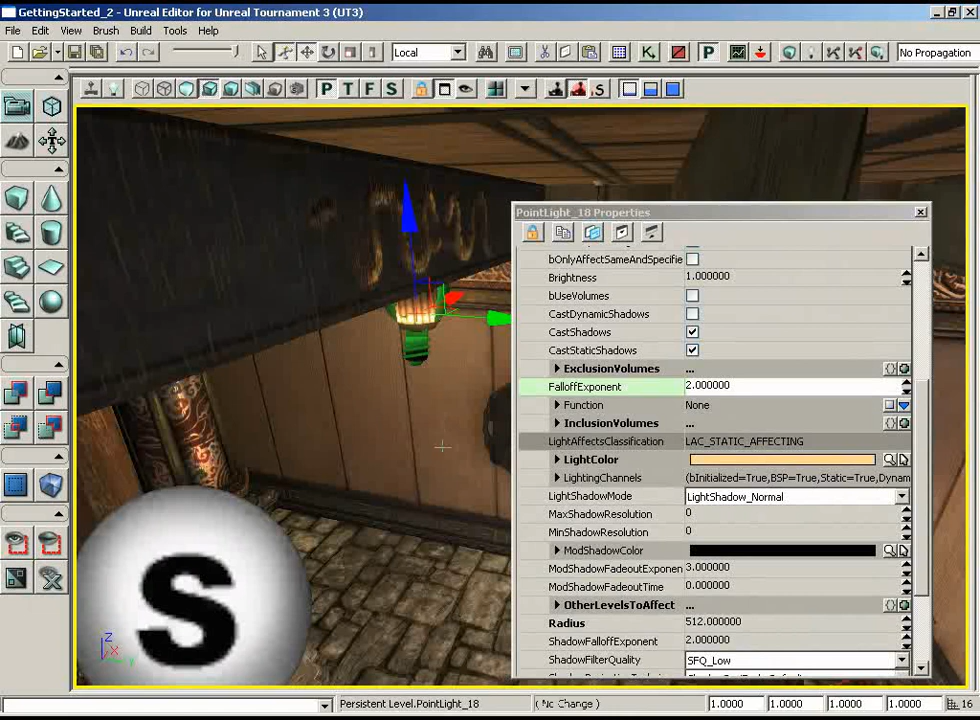 GettingStarted_2 - Unreal Editor for Unreal Tournament 3 (UT3)
File Edit View Brush Build Tools Help
Local
No Propagation
P T F S
PointLight_18 Properties
bOnlyAffectSameAndSpecifie
Brightness 1.000000
bUseVolumes
CastDynamicShadows
CastShadows
CastStaticShadows
ExclusionVolumes ...
FalloffExponent 2.000000
Function None
InclusionVolumes ...
LightAffectsClassification LAC_STATIC_AFFECTING
LightColor
LightingChannels (bInitialized=True,BSP=True,Static=True,Dynam
LightShadowMode LightShadow_Normal
MaxShadowResolution 0
MinShadowResolution 0
ModShadowColor
ModShadowFadeoutExponen 3.000000
ModShadowFadeoutTime 0.000000
OtherLevelsToAffect ...
Radius 512.000000
ShadowFalloffExponent 2.000000
ShadowFilterQuality SFQ_Low
S
Z
X
Persistent Level.PointLight_18 ( No Change ) 1.0000 1.0000 1.0000 1.0000 16